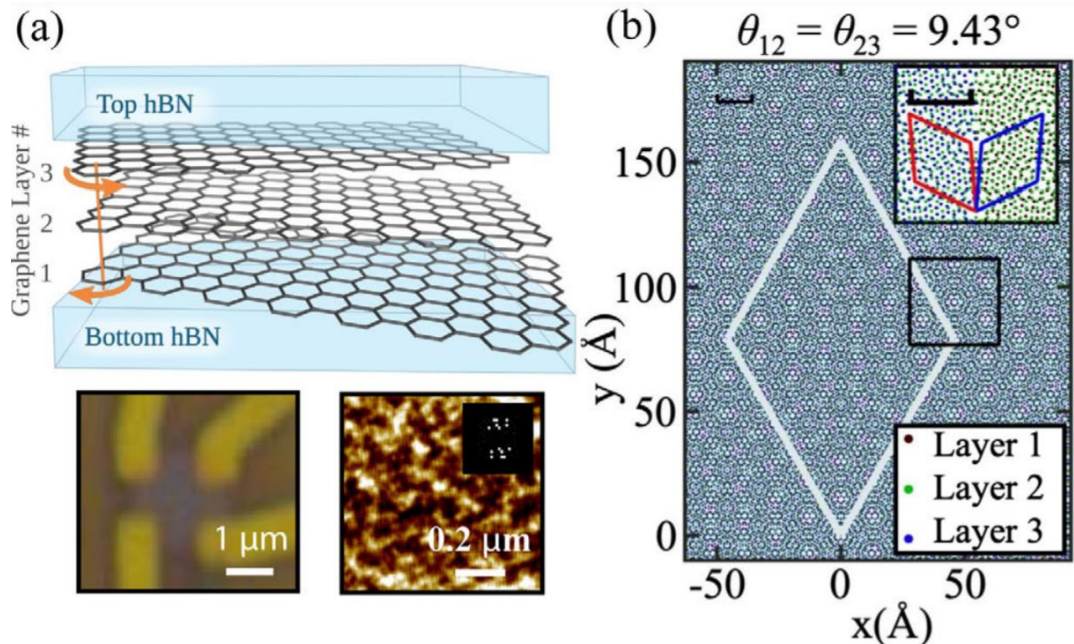 (a)
Top hBN
Graphene Layer #
3
2
1
Bottom hBN
1 μm
0.2 μm
(b)
θ12 = θ23 = 9.43°
150
100
50
0
y (Å)
-50
0
50
x(Å)
Layer 1
Layer 2
Layer 3